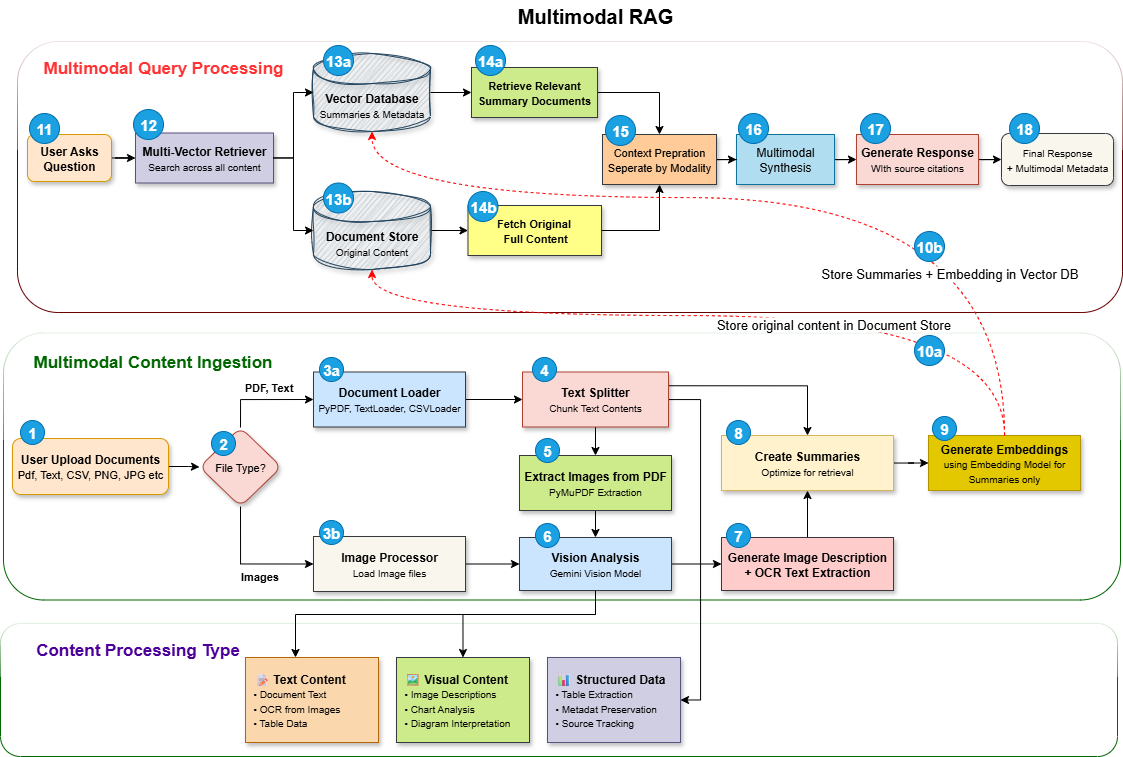 Multimodal RAG
Multimodal Query Processing
11
User Asks
Question
12
Multi-Vector Retriever
Search across all content
13a
Vector Database
Summaries & Metadata
14a
Retrieve Relevant
Summary Documents
13b
Document Store
Original Content
14b
Fetch Original
Full Content
15
Context Prepration
Seperate by Modality
16
Multimodal
Synthesis
17
Generate Response
With source citations
18
Final Response
+ Multimodal Metadata
10b
Store Summaries + Embedding in Vector DB
Store original content in Document Store
10a
Multimodal Content Ingestion
1
User Upload Documents
Pdf, Text, CSV, PNG, JPG etc
2
File Type?
PDF, Text
Images
3a
Document Loader
PyPDF, TextLoader, CSVLoader
3b
Image Processor
Load Image files
4
Text Splitter
Chunk Text Contents
5
Extract Images from PDF
PyMuPDF Extraction
6
Vision Analysis
Gemini Vision Model
7
Generate Image Description
+ OCR Text Extraction
8
Create Summaries
Optimize for retrieval
9
Generate Embeddings
using Embedding Model for
Summaries only
Content Processing Type
Text Content
• Document Text
• OCR from Images
• Table Data
Visual Content
• Image Descriptions
• Chart Analysis
• Diagram Interpretation
Structured Data
• Table Extraction
• Metadat Preservation
• Source Tracking